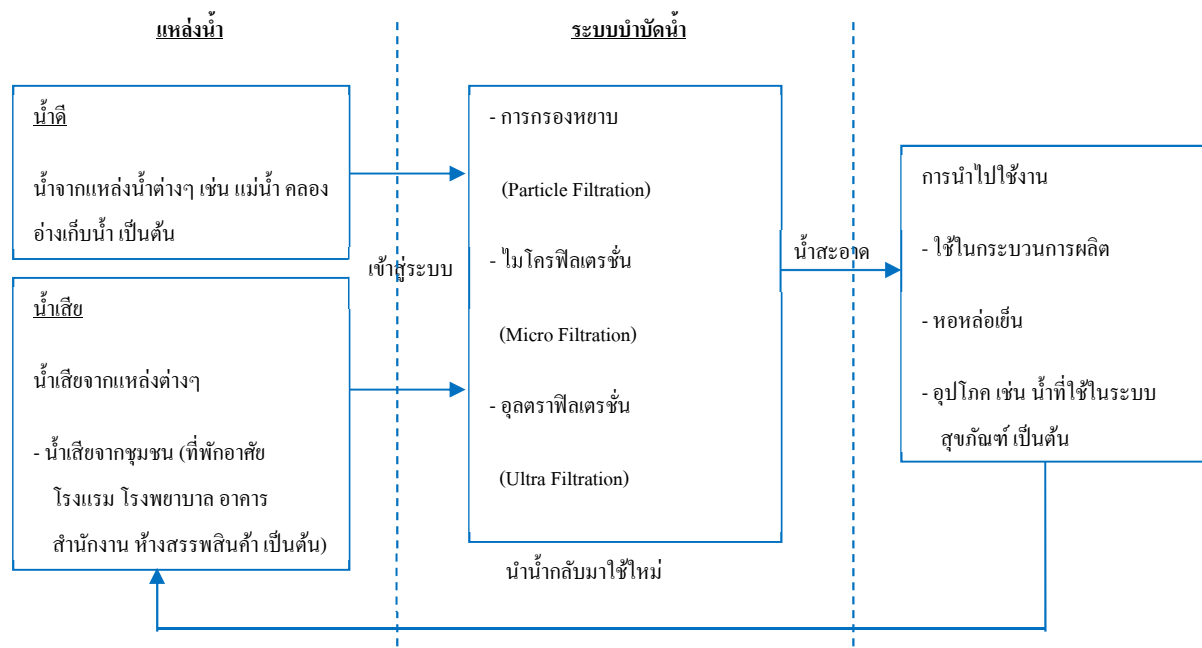 แหล่งน้ำ
น้ำดี
น้ำจากแหล่งน้ำต่างๆ เช่น แม่น้ำ คลอง
อ่างเก็บน้ำ เป็นต้น
น้ำเสีย
น้ำเสียจากแหล่งต่างๆ
- น้ำเสียจากชุมชน (ที่พักอาศัย
โรงแรม โรงพยาบาล อาคาร
สำนักงาน ห้างสรรพสินค้า เป็นต้น)
เข้าสู่ระบบ
ระบบบำบัดน้ำ
- การกรองหยาบ
(Particle Filtration)
- ไมโครฟิลเตรชั่น
(Micro Filtration)
- อุลตราฟิลเตรชั่น
(Ultra Filtration)
น้ำสะอาด
การนำไปใช้งาน
- ใช้ในกระบวนการผลิต
- หอหล่อเย็น
- อุปโภค เช่น น้ำที่ใช้ในระบบ
สุขภัณฑ์ เป็นต้น
นำน้ำกลับมาใช้ใหม่